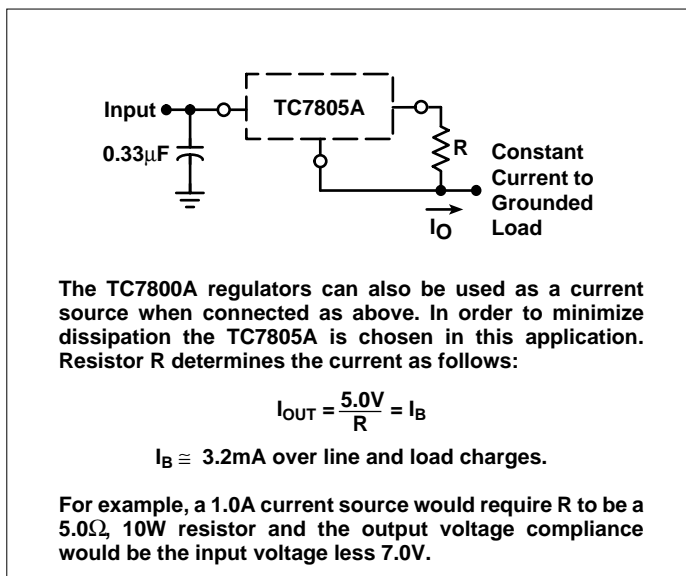 Input
TC7805A
0.33µF
R
Constant
Current to
Grounded
Load
IO
The TC7800A regulators can also be used as a current
source when connected as above. In order to minimize
dissipation the TC7805A is chosen in this application.
Resistor R determines the current as follows:
IOUT = 5.0V/R = IB
IB ≅ 3.2mA over line and load charges.
For example, a 1.0A current source would require R to be a
5.0Ω, 10W resistor and the output voltage compliance
would be the input voltage less 7.0V.